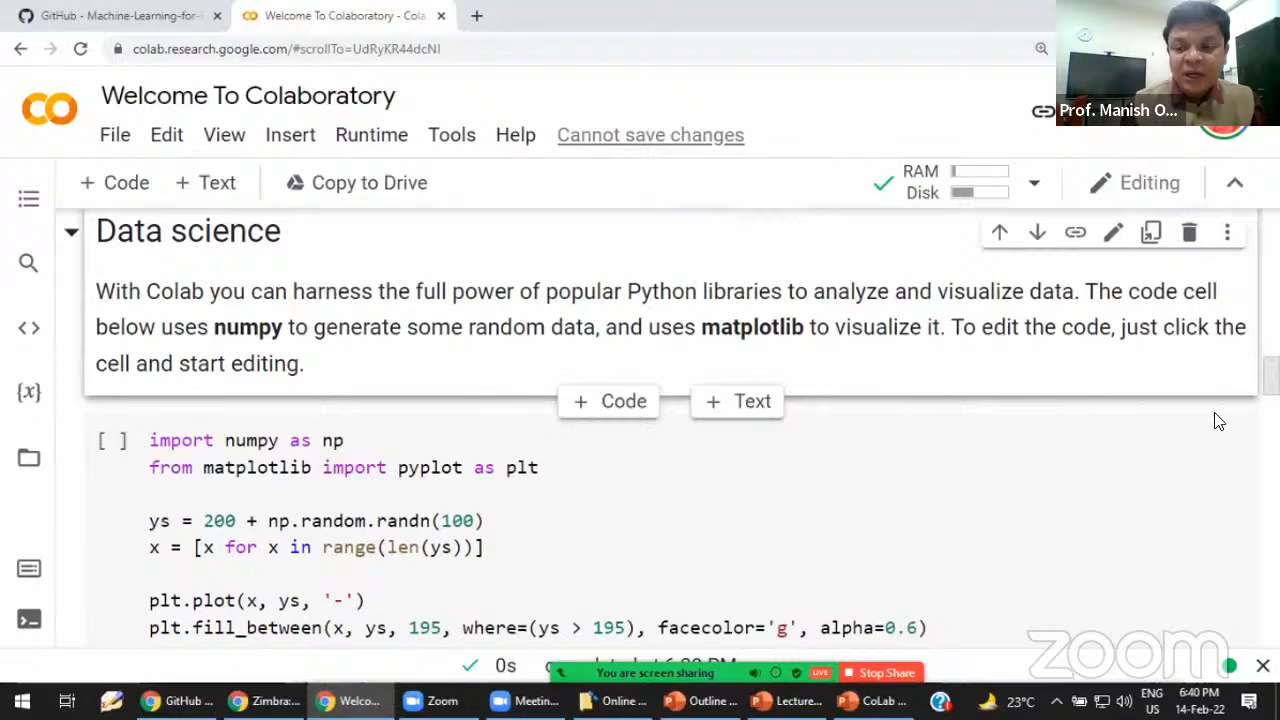 GitHub - Machine-Learning-for-
Welcome To Colaboratory - Cola
colab.research.google.com/#scrollTo=UdRyKR44dcNI
Prof. Manish O...
Welcome To Colaboratory
File Edit View Insert Runtime Tools Help Cannot save changes
+ Code + Text Copy to Drive
RAM
Disk
Editing
Data science
With Colab you can harness the full power of popular Python libraries to analyze and visualize data. The code cell
below uses numpy to generate some random data, and uses matplotlib to visualize it. To edit the code, just click the
cell and start editing.
+ Code + Text
[ ] import numpy as np
from matplotlib import pyplot as plt
ys = 200 + np.random.randn(100)
x = [x for x in range(len(ys))]
plt.plot(x, ys, '-')
plt.fill_between(x, ys, 195, where=(ys > 195), facecolor='g', alpha=0.6)
zoom
0s
You are screen sharing LIVE Stop Share
GitHub ... Zimbra:... Welco... Zoom Meetin... Online ... Outline ... Lecture... CoLab ... 23°C
ENG
US
6:40 PM
14-Feb-22